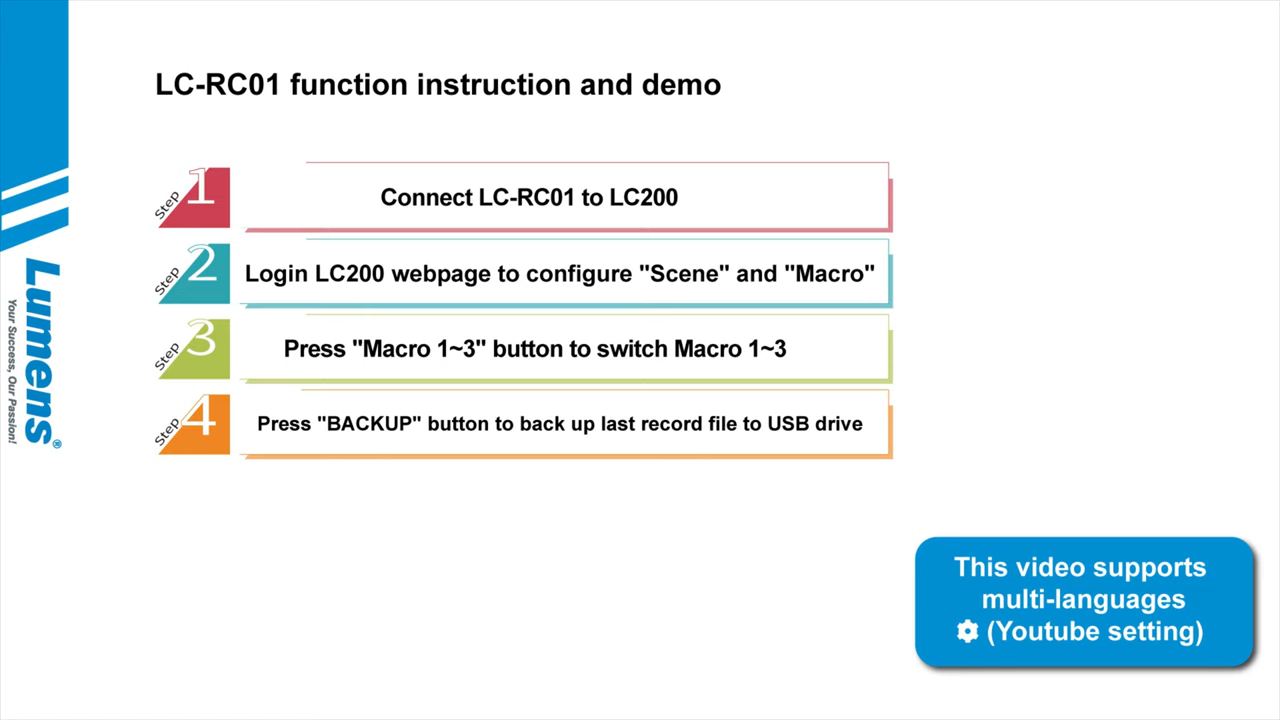 LC-RC01 function instruction and demo
Step 1
Connect LC-RC01 to LC200
Step 2
Login LC200 webpage to configure "Scene" and "Macro"
Step 3
Press "Macro 1~3" button to switch Macro 1~3
Step 4
Press "BACKUP" button to back up last record file to USB drive
Lumens®
Your Success, Our Passion!
This video supports
multi-languages
(Youtube setting)